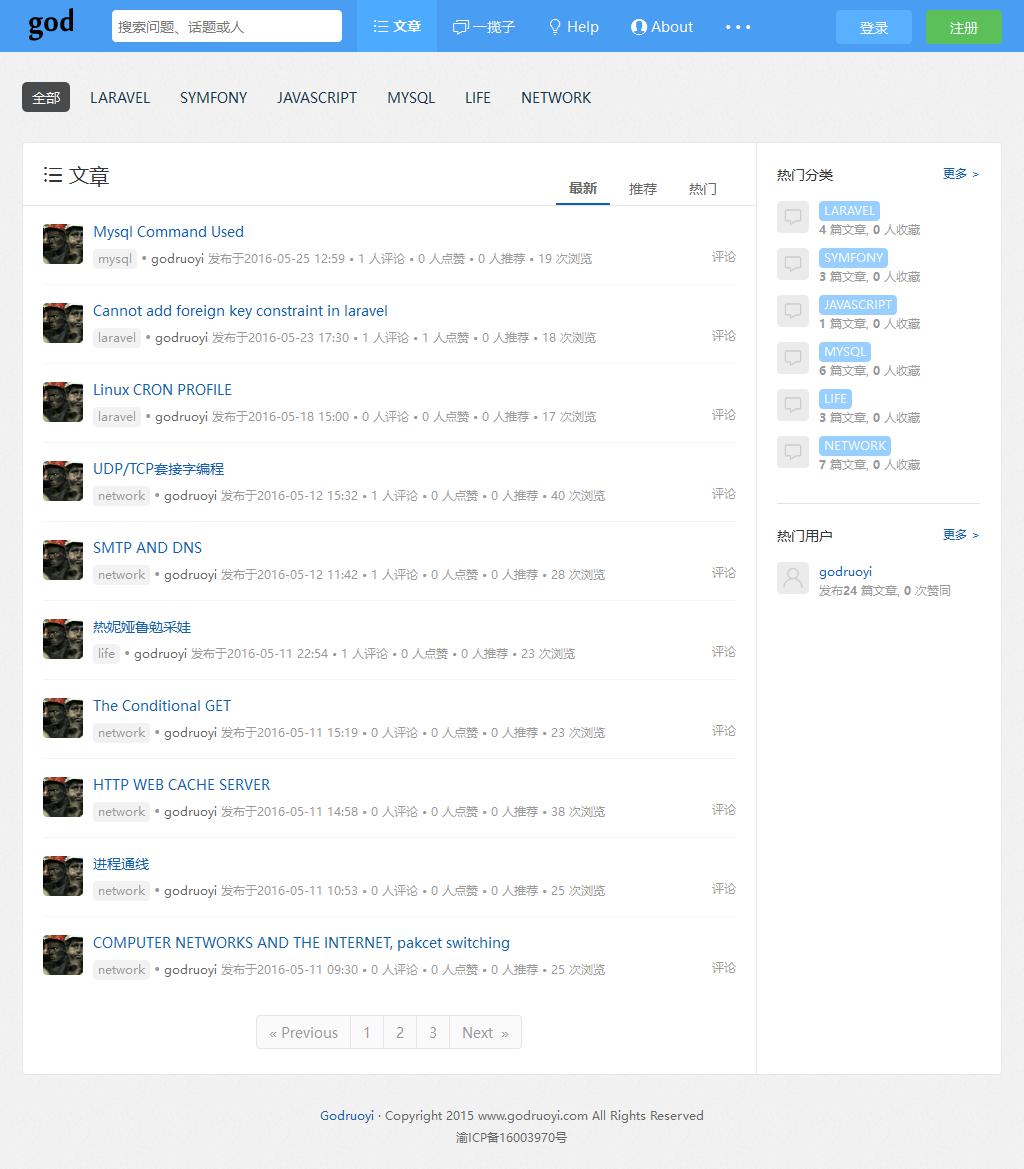 god 搜索问题、话题或人 文章 一揽子 Help About 登录 注册
全部 LARAVEL SYMFONY JAVASCRIPT MYSQL LIFE NETWORK
文章
最新 推荐 热门
Mysql Command Used
mysql • godruoyi 发布于2016-05-25 12:59 • 1 人评论 • 0 人点赞 • 0 人推荐 • 19 次浏览 评论
Cannot add foreign key constraint in laravel
laravel • godruoyi 发布于2016-05-23 17:30 • 1 人评论 • 1 人点赞 • 0 人推荐 • 18 次浏览 评论
Linux CRON PROFILE
laravel • godruoyi 发布于2016-05-18 15:00 • 0 人评论 • 0 人点赞 • 0 人推荐 • 17 次浏览 评论
UDP/TCP套接字编程
network • godruoyi 发布于2016-05-12 15:32 • 1 人评论 • 0 人点赞 • 0 人推荐 • 40 次浏览 评论
SMTP AND DNS
network • godruoyi 发布于2016-05-12 11:42 • 1 人评论 • 0 人点赞 • 0 人推荐 • 28 次浏览 评论
热妮娅鲁勉采娃
life • godruoyi 发布于2016-05-11 22:54 • 1 人评论 • 0 人点赞 • 0 人推荐 • 23 次浏览 评论
The Conditional GET
network • godruoyi 发布于2016-05-11 15:19 • 0 人评论 • 0 人点赞 • 0 人推荐 • 23 次浏览 评论
HTTP WEB CACHE SERVER
network • godruoyi 发布于2016-05-11 14:58 • 0 人评论 • 0 人点赞 • 0 人推荐 • 38 次浏览 评论
进程通线
network • godruoyi 发布于2016-05-11 10:53 • 0 人评论 • 0 人点赞 • 0 人推荐 • 25 次浏览 评论
COMPUTER NETWORKS AND THE INTERNET, pakcet switching
network • godruoyi 发布于2016-05-11 09:30 • 0 人评论 • 0 人点赞 • 0 人推荐 • 25 次浏览 评论
« Previous 1 2 3 Next »
热门分类 更多 >
LARAVEL
4 篇文章, 0 人收藏
SYMFONY
3 篇文章, 0 人收藏
JAVASCRIPT
1 篇文章, 0 人收藏
MYSQL
6 篇文章, 0 人收藏
LIFE
3 篇文章, 0 人收藏
NETWORK
7 篇文章, 0 人收藏
热门用户 更多 >
godruoyi
发布24 篇文章, 0 次赞同
Godruoyi · Copyright 2015 www.godruoyi.com All Rights Reserved
渝ICP备16003970号